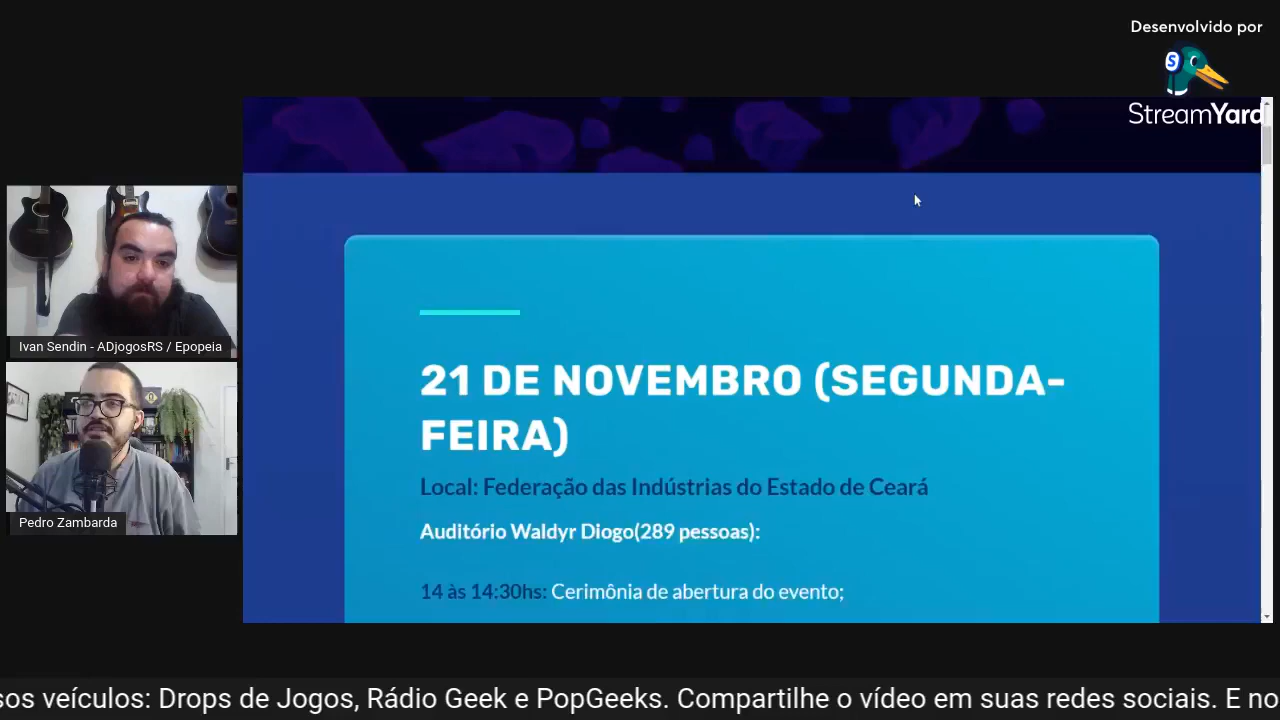 Desenvolvido por
StreamYard
21 DE NOVEMBRO (SEGUNDA-
FEIRA)
Local: Federação das Indústrias do Estado de Ceará
Auditório Waldyr Diogo(289 pessoas):
14 às 14:30hs: Cerimônia de abertura do evento;
Ivan Sendin - ADjogosRS / Epopeia
Pedro Zambarda
sos veículos: Drops de Jogos, Rádio Geek e PopGeeks. Compartilhe o vídeo em suas redes sociais. E no